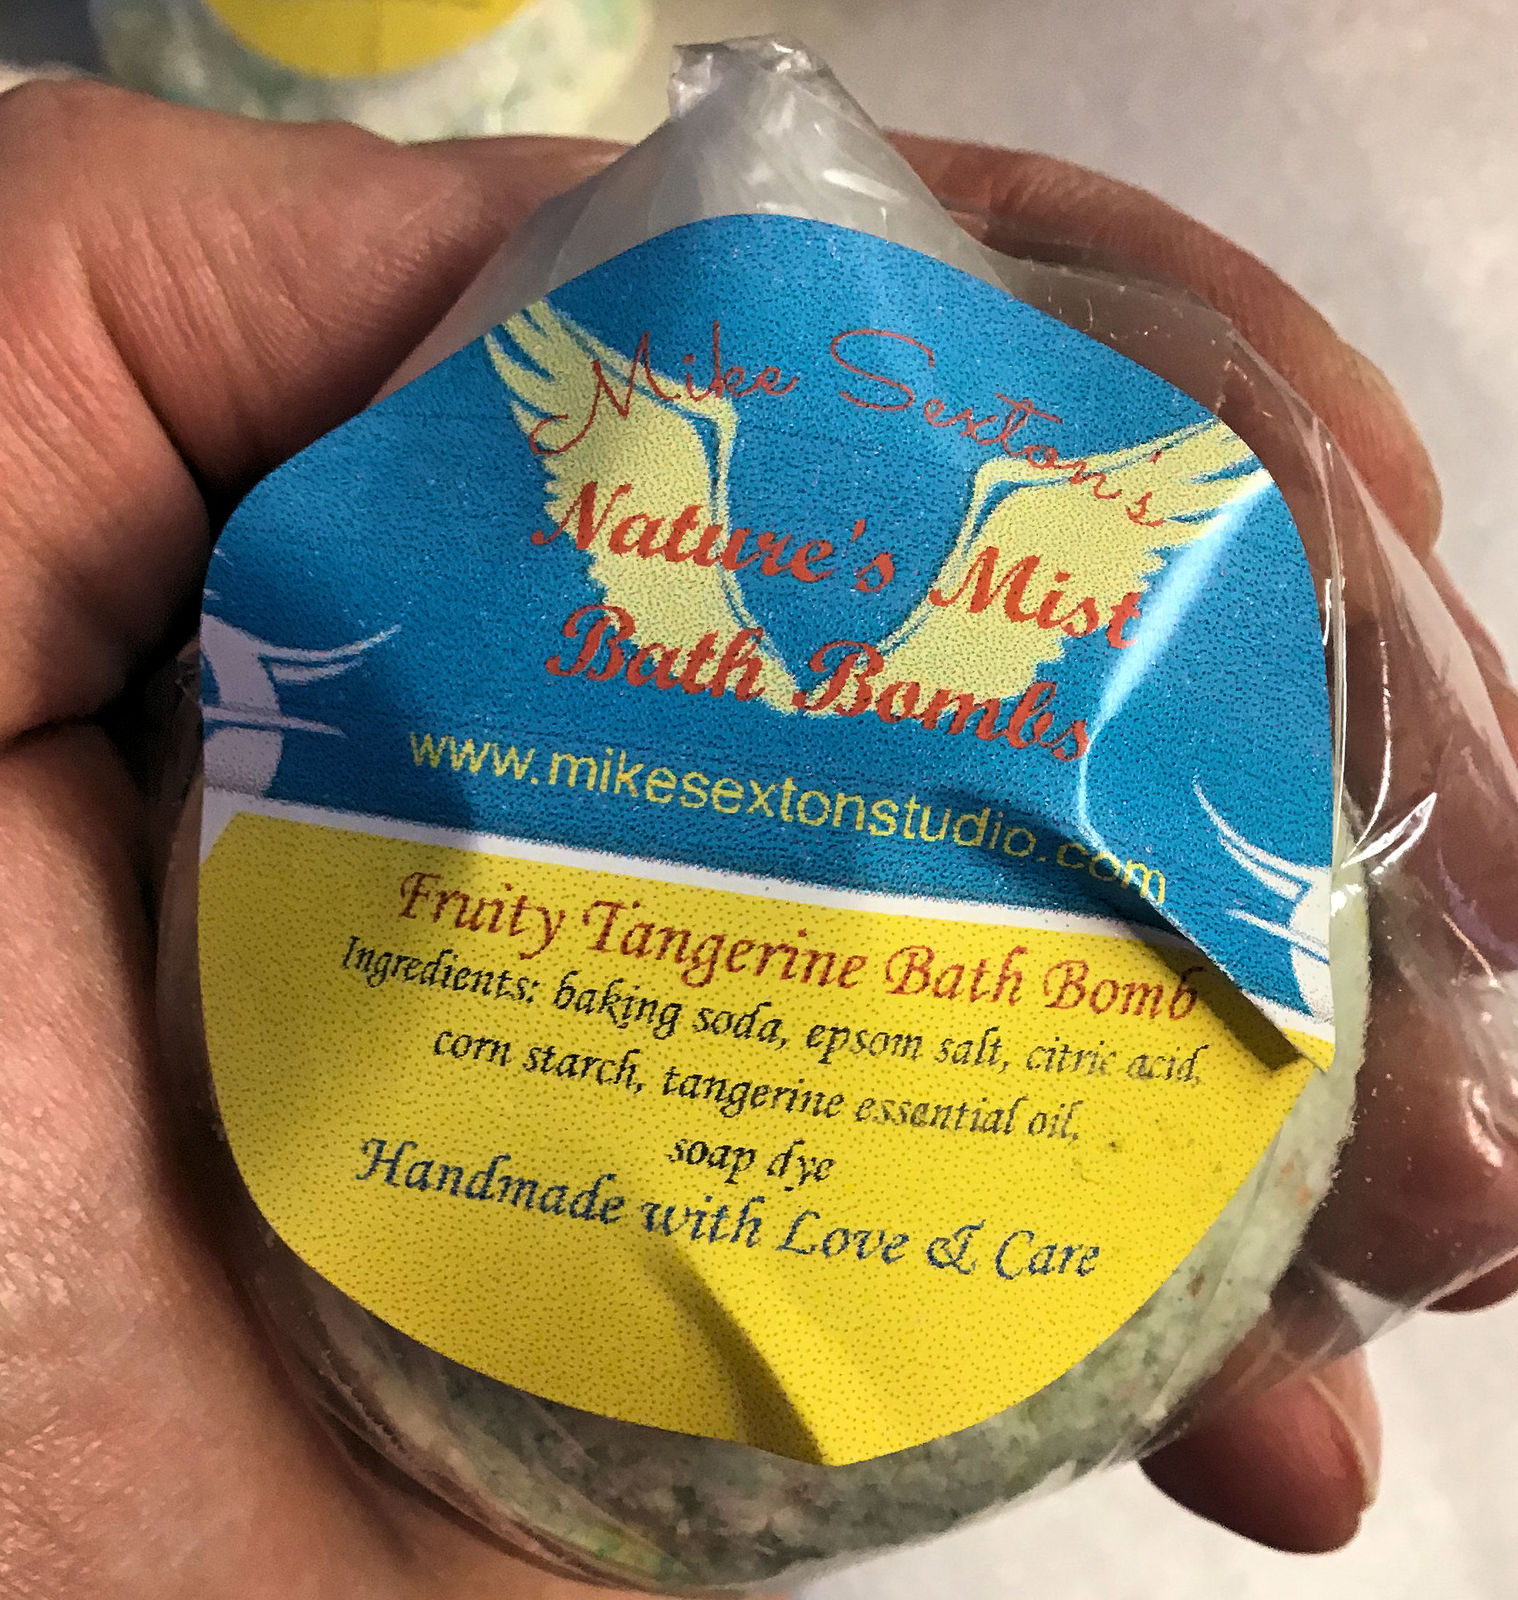 Mike Sexton's
Nature's Mist
Bath Bombs
www.mikesextonstudio.com
Fruity Tangerine Bath Bomb
Ingredients: baking soda, epsom salt, citric acid,
corn starch, tangerine essential oil,
soap dye
Handmade with Love & Care